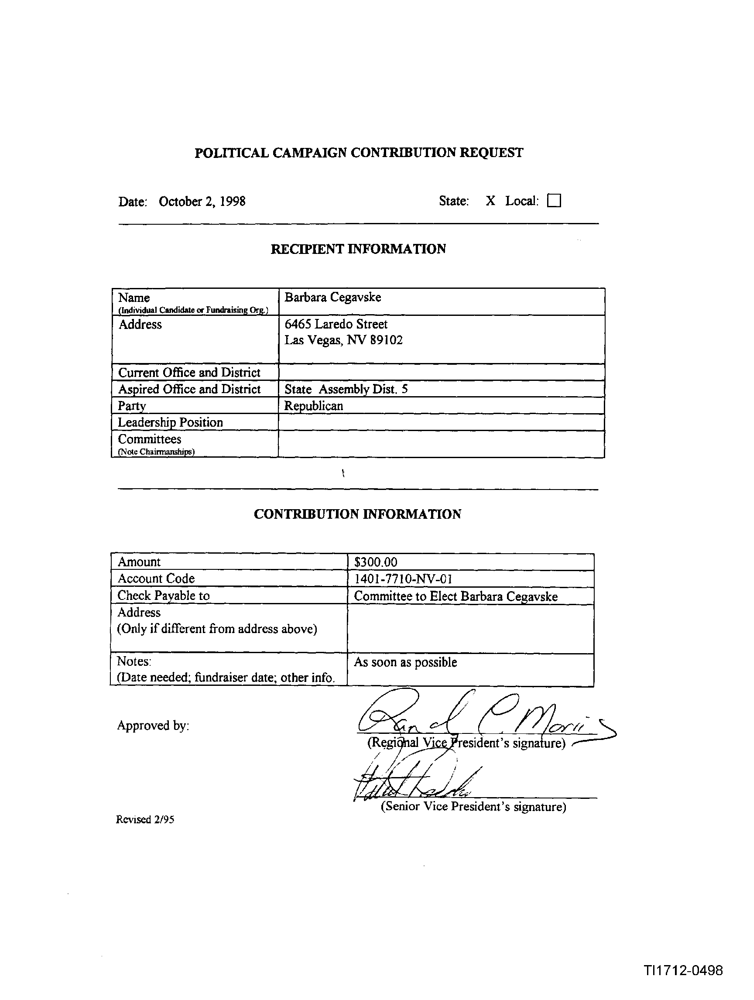 POLITICAL CAMPAIGN CONTRIBUTION REQUEST
Date: October 2, 1998 State: X Local: ☐
RECIPIENT INFORMATION
Name Barbara Cegavske
(Individual Candidate or Fundraising Org.)
Address 6465 Laredo Street
Las Vegas, NV 89102
Current Office and District
Aspired Office and District State Assembly Dist. 5
Party Republican
Leadership Position
Committees
(Note Chairmanships)
CONTRIBUTION INFORMATION
Amount $300.00
Account Code 1401-7710-NV-01
Check Payable to Committee to Elect Barbara Cegavske
Address
(Only if different from address above)
Notes: As soon as possible
(Date needed; fundraiser date; other info.
Approved by: C. Morris
(Regional Vice President's signature)
(Senior Vice President's signature)
Revised 2/95
TI1712-0498